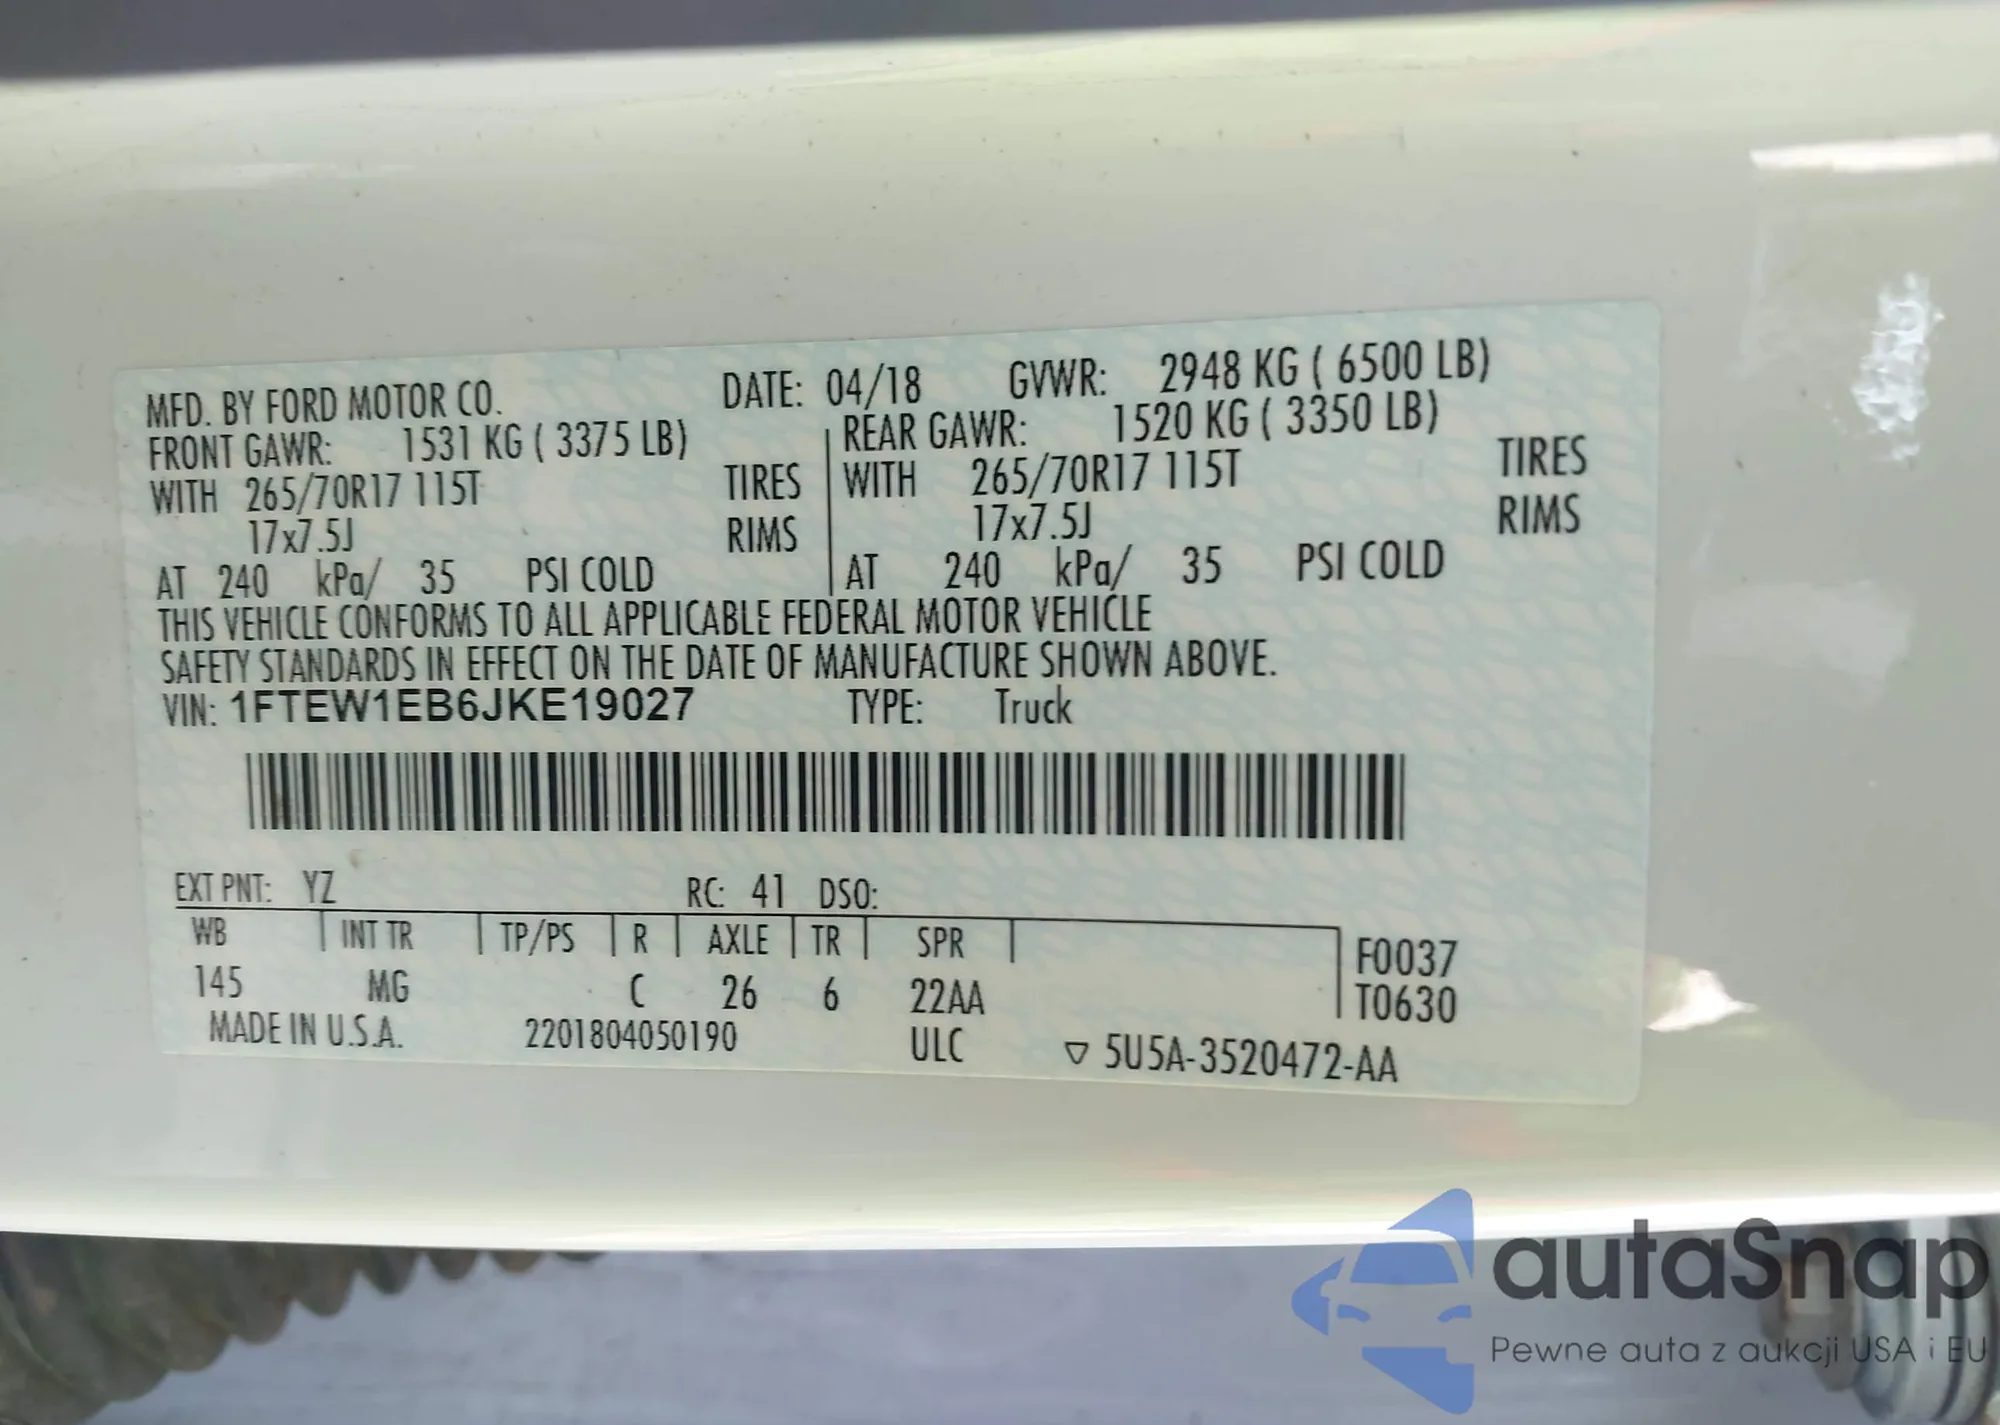 MFD. BY FORD MOTOR CO. DATE: 04/18 GVWR: 2948 KG ( 6500 LB)
FRONT GAWR: 1531 KG ( 3375 LB) REAR GAWR: 1520 KG ( 3350 LB)
WITH 265/70R17 115T TIRES WITH 265/70R17 115T TIRES
17x7.5J RIMS 17x7.5J RIMS
AT 240 kPa/ 35 PSI COLD AT 240 kPa/ 35 PSI COLD
THIS VEHICLE CONFORMS TO ALL APPLICABLE FEDERAL MOTOR VEHICLE
SAFETY STANDARDS IN EFFECT ON THE DATE OF MANUFACTURE SHOWN ABOVE.
VIN: 1FTEW1EB6JKE19027 TYPE: Truck
EXT PNT: YZ RC: 41 DSO:
WB INT TR TP/PS R AXLE TR SPR F0037
145 MG C 26 6 22AA T0630
MADE IN U.S.A. 2201804050190 ULC ▽ 5U5A-3520472-AA
autaSnap
Pewne auta z aukcji USA i EU